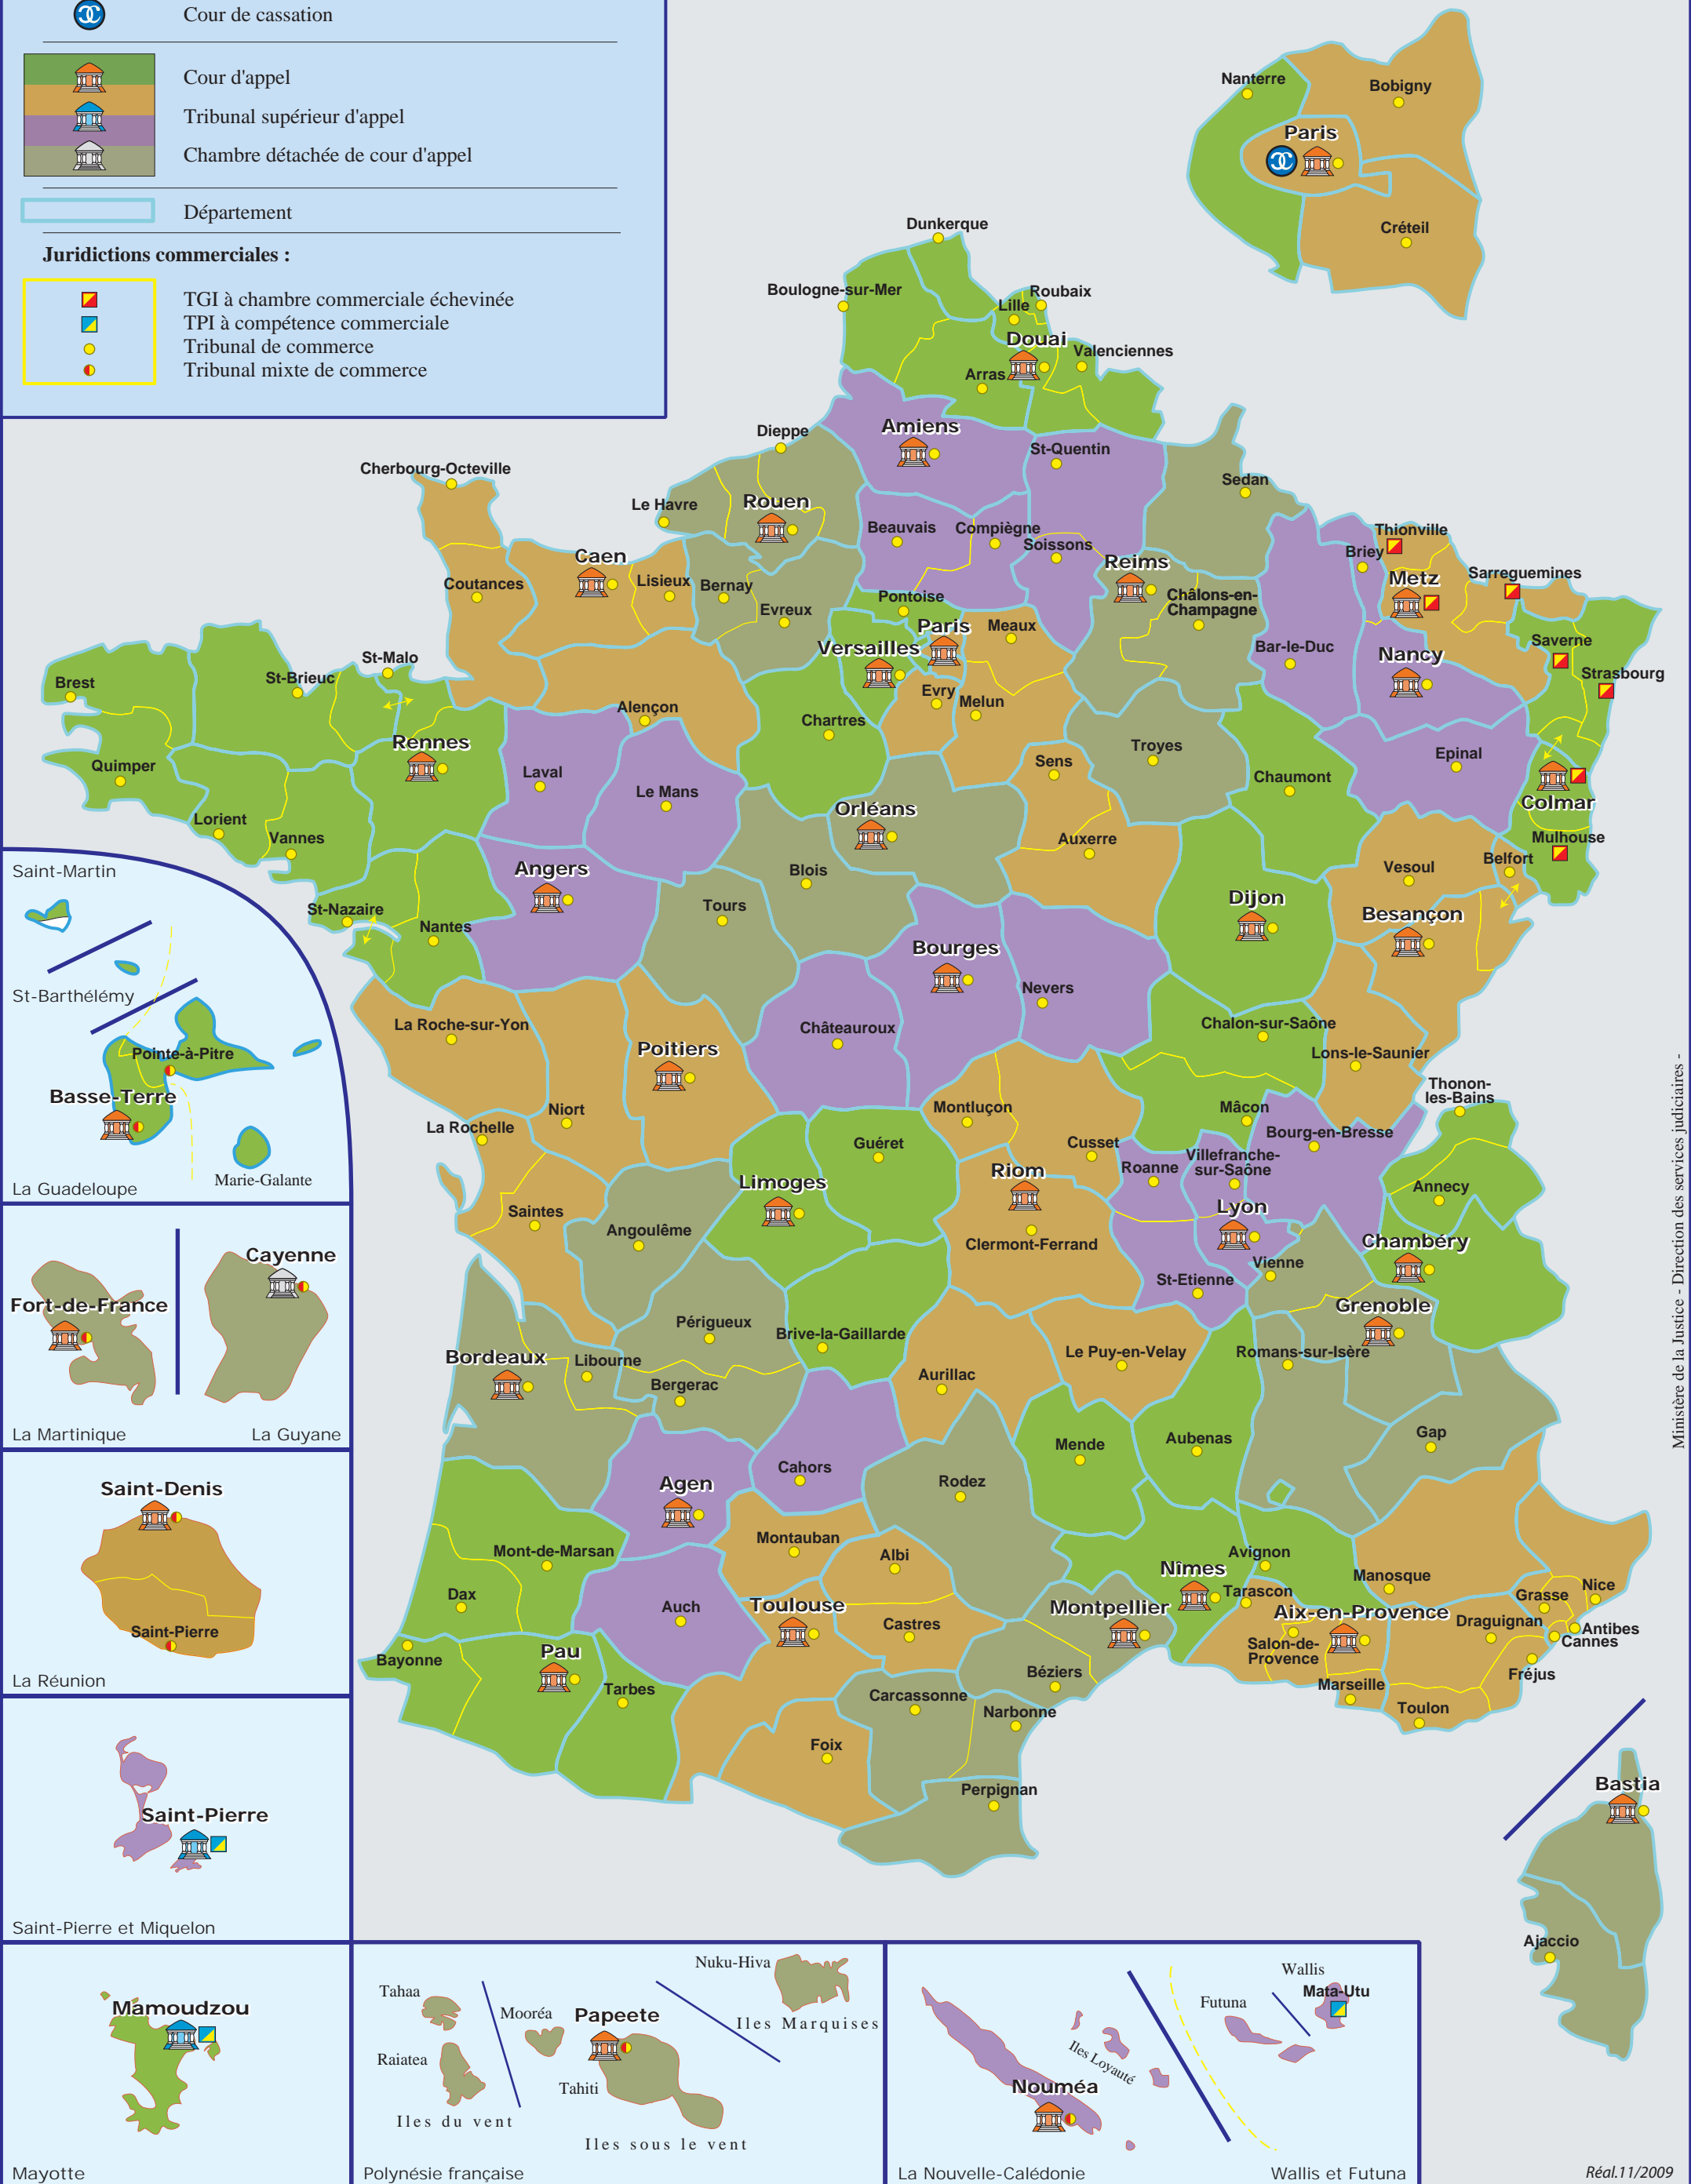 Cour de cassation
Cour d'appel
Tribunal supérieur d'appel
Chambre détachée de cour d'appel
Département
Juridictions commerciales :
TGI à chambre commerciale échevinée
TPI à compétence commerciale
Tribunal de commerce
Tribunal mixte de commerce
Nanterre
Bobigny
Paris
Créteil
Dunkerque
Boulogne-sur-Mer
Roubaix
Lille
Douai
Valenciennes
Arras
Amiens
Dieppe
St-Quentin
Cherbourg-Octeville
Sedan
Le Havre
Rouen
Beauvais
Compiègne
Soissons
Thionville
Briey
Caen
Reims
Metz
Sarreguemines
Coutances
Lisieux
Bernay
Châlons-en-
Champagne
Evreux
Pontoise
Paris
Meaux
Versailles
Bar-le-Duc
Nancy
Saverne
Strasbourg
St-Malo
St-Brieuc
Brest
Evry
Melun
Alençon
Chartres
Rennes
Troyes
Epinal
Quimper
Laval
Sens
Chaumont
Le Mans
Colmar
Orléans
Lorient
Vannes
Auxerre
Mulhouse
Belfort
Vesoul
Angers
Blois
Saint-Martin
Dijon
Besançon
St-Nazaire
Tours
Nantes
Bourges
Nevers
St-Barthélémy
La Roche-sur-Yon
Châteauroux
Chalon-sur-Saône
Poitiers
Lons-le-Saunier
Pointe-à-Pitre
Basse-Terre
Thonon-
les-Bains
Niort
Montluçon
Mâcon
La Rochelle
Bourg-en-Bresse
Guéret
Cusset
Villefranche-
sur-Saône
Roanne
Riom
Marie-Galante
La Guadeloupe
Limoges
Annecy
Saintes
Lyon
Angoulême
Clermont-Ferrand
Chambéry
Cayenne
Vienne
St-Etienne
Fort-de-France
Grenoble
Périgueux
Brive-la-Gaillarde
Le Puy-en-Velay
Romans-sur-Isère
Bordeaux
Libourne
Aurillac
Bergerac
La Martinique
La Guyane
Gap
Aubenas
Mende
Cahors
Agen
Rodez
Saint-Denis
Montauban
Mont-de-Marsan
Albi
Avignon
Nîmes
Manosque
Tarascon
Dax
Auch
Toulouse
Montpellier
Aix-en-Provence
Grasse
Nice
Draguignan
Castres
Antibes
Cannes
Salon-de-
Provence
Saint-Pierre
Bayonne
Pau
Béziers
Fréjus
La Réunion
Tarbes
Carcassonne
Marseille
Narbonne
Toulon
Foix
Perpignan
Bastia
Saint-Pierre
Saint-Pierre et Miquelon
Ajaccio
Mamoudzou
Mayotte
Tahaa
Mooréa
Papeete
Nuku-Hiva
Iles Marquises
Raiatea
Tahiti
Iles du vent
Iles sous le vent
Polynésie française
Wallis
Mata-Utu
Futuna
Iles Loyauté
Nouméa
La Nouvelle-Calédonie
Wallis et Futuna
Ministère de la Justice - Direction des services judiciaires -
Réal.11/2009